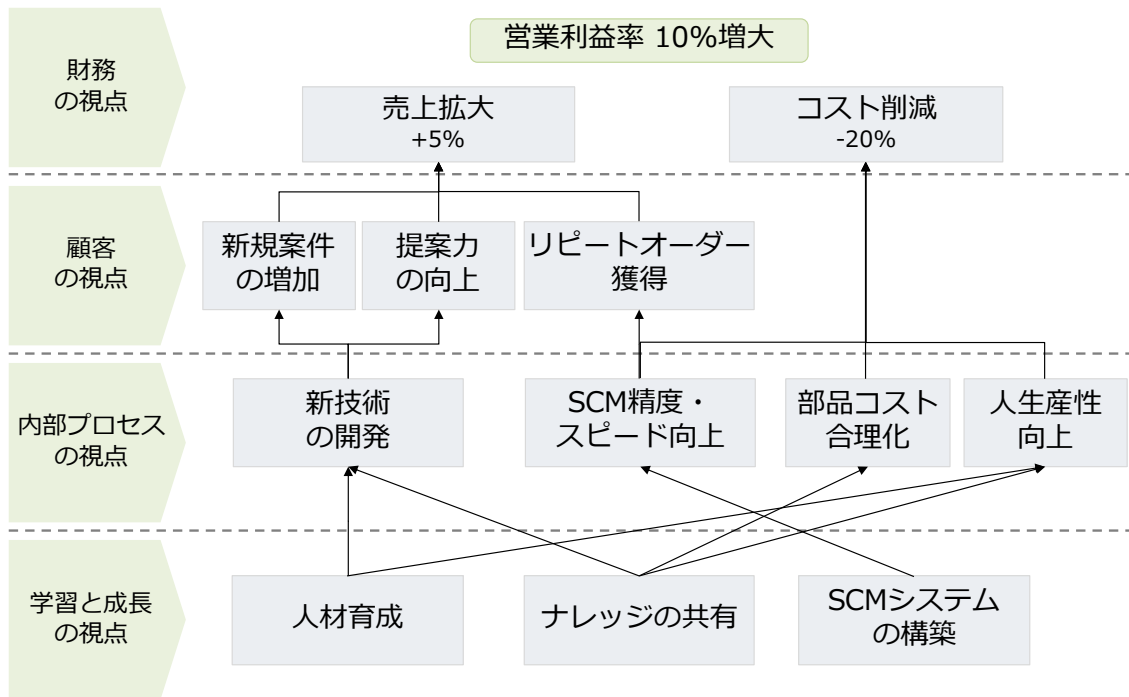 営業利益率 10%増大
財務
の視点
売上拡大
+5%
コスト削減
-20%
顧客
の視点
新規案件
の増加
提案力
の向上
リピートオーダー
獲得
内部プロセス
の視点
新技術
の開発
SCM精度・
スピード向上
部品コスト
合理化
人生産性
向上
学習と成長
の視点
人材育成
ナレッジの共有
SCMシステム
の構築